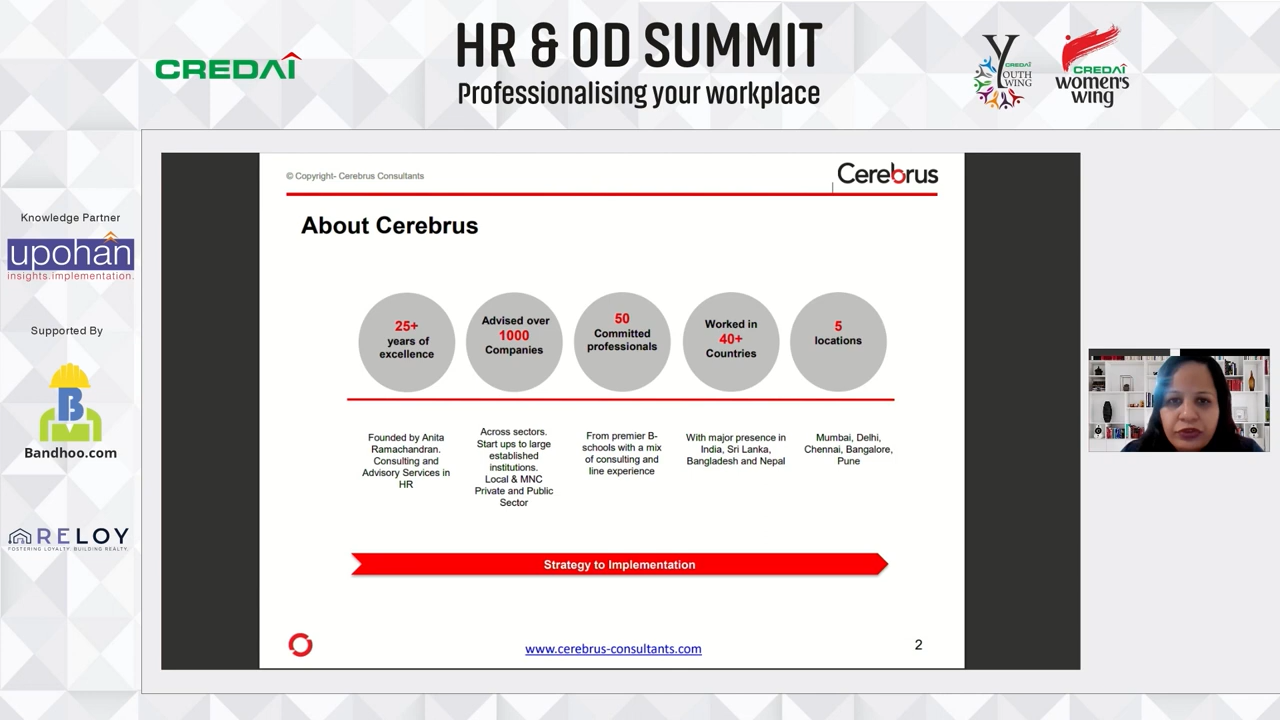 HR & OD SUMMIT
Professionalising your workplace
CREDAI
CREDAI
YOUTH
WING
CREDAI
women's
wing
Knowledge Partner
upohan
insights.implementation.
Supported By
B
Bandhoo.com
RELOY
FOSTERING LOYALTY. BUILDING REALTY.
© Copyright- Cerebrus Consultants
Cerebrus
About Cerebrus
25+
years of
excellence
Advised over
1000
Companies
50
Committed
professionals
Worked in
40+
Countries
5
locations
Founded by Anita
Ramachandran.
Consulting and
Advisory Services in
HR
Across sectors.
Start ups to large
established
institutions.
Local & MNC
Private and Public
Sector
From premier B-
schools with a mix
of consulting and
line experience
With major presence in
India, Sri Lanka,
Bangladesh and Nepal
Mumbai, Delhi,
Chennai, Bangalore,
Pune
Strategy to Implementation
www.cerebrus-consultants.com
2